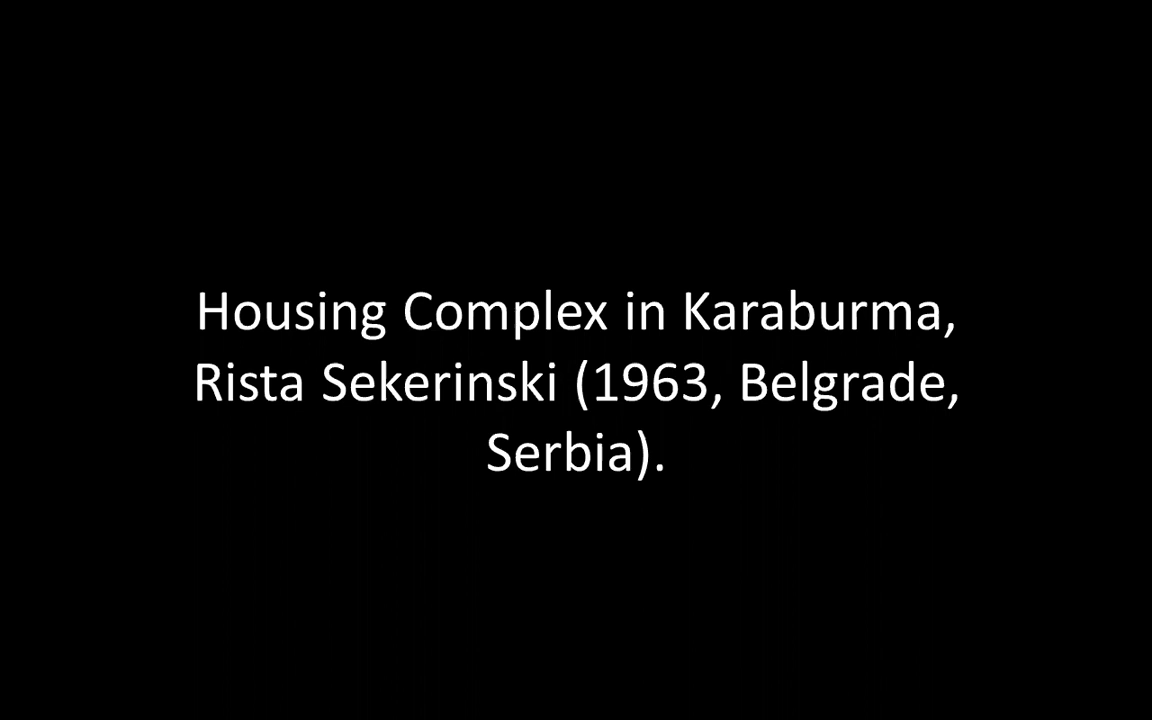 Housing Complex in Karaburma,
Rista Sekerinski (1963, Belgrade,
Serbia).